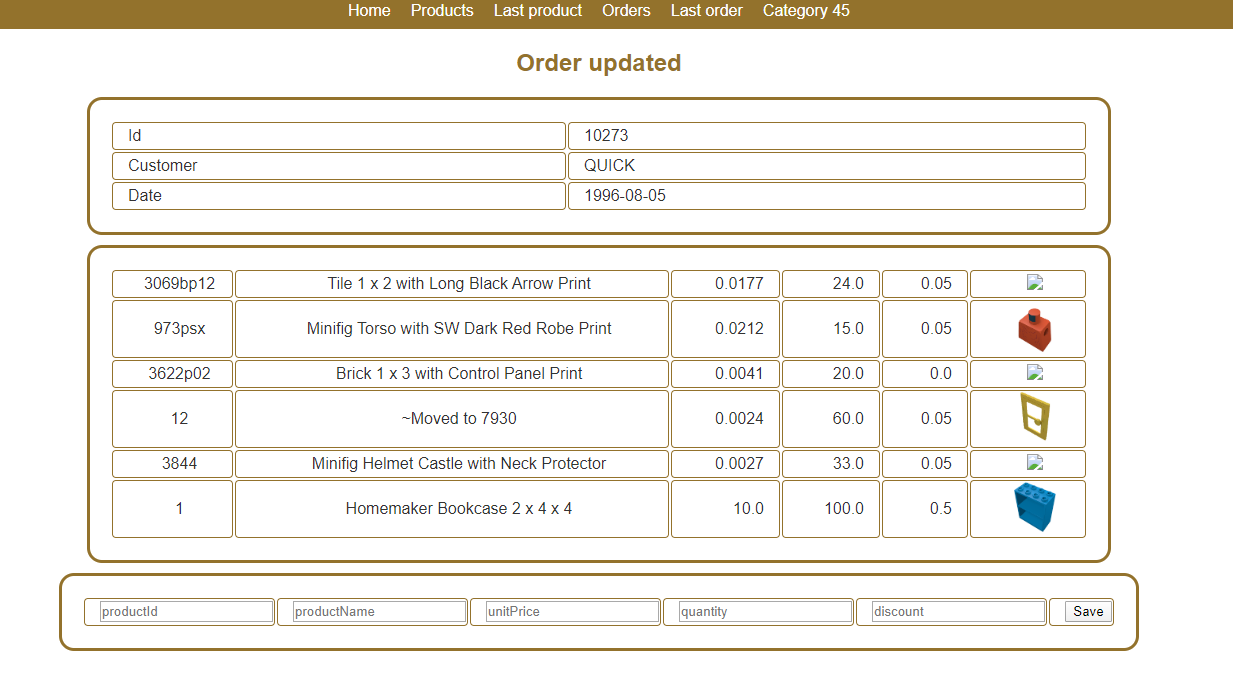 Home Products Last product Orders Last order Category 45
Order updated
Id 10273
Customer QUICK
Date 1996-08-05
3069bp12 Tile 1 x 2 with Long Black Arrow Print 0.0177 24.0 0.05
973psx Minifig Torso with SW Dark Red Robe Print 0.0212 15.0 0.05
3622p02 Brick 1 x 3 with Control Panel Print 0.0041 20.0 0.0
12 ~Moved to 7930 0.0024 60.0 0.05
3844 Minifig Helmet Castle with Neck Protector 0.0027 33.0 0.05
1 Homemaker Bookcase 2 x 4 x 4 10.0 100.0 0.5
productId productName unitPrice quantity discount Save